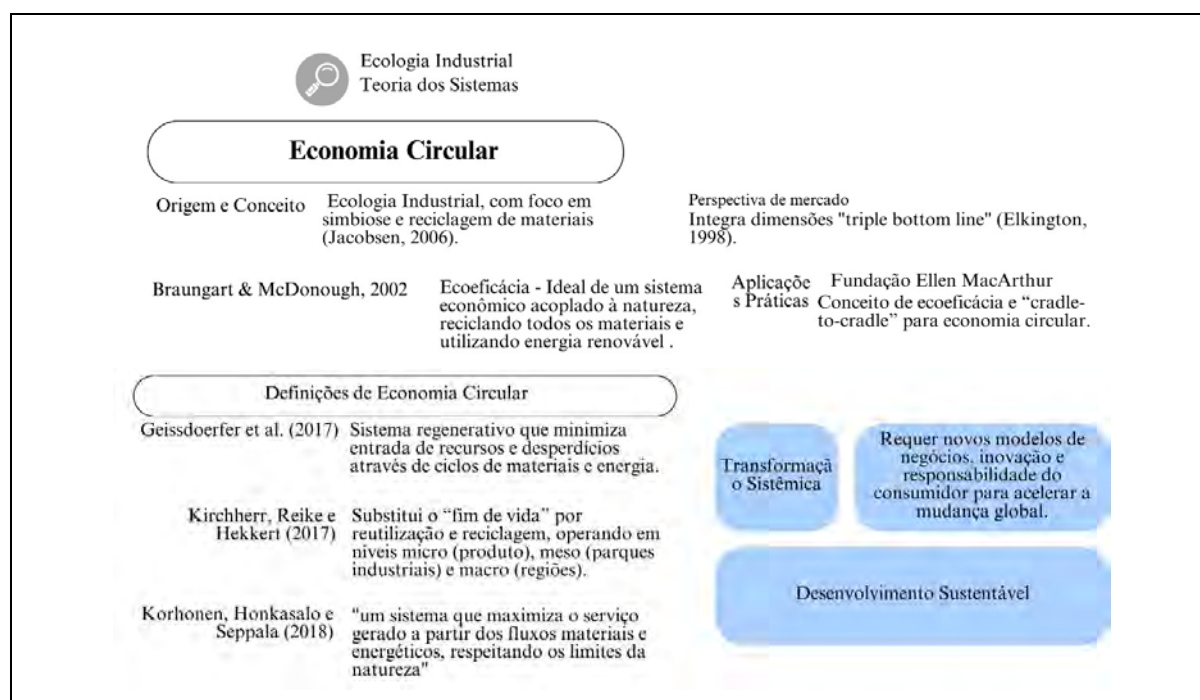 Ecologia Industrial
Teoria dos Sistemas
Economia Circular
Origem e Conceito
Ecologia Industrial, com foco em
simbiose e reciclagem de materiais
(Jacobsen, 2006).
Perspectiva de mercado
Integra dimensões "triple bottom line" (Elkington,
1998).
Braungart & McDonough, 2002
Ecoeficácia - Ideal de um sistema
econômico acoplado à natureza,
reciclando todos os materiais e
utilizando energia renovável .
Aplicaçõe
s Práticas
Fundação Ellen MacArthur
Conceito de ecoeficácia e “cradle-
to-cradle” para economia circular.
Definições de Economia Circular
Geissdoerfer et al. (2017)
Sistema regenerativo que minimiza
entrada de recursos e desperdícios
através de ciclos de materiais e energia.
Kirchherr, Reike e
Hekkert (2017)
Substitui o “fim de vida” por
reutilização e reciclagem, operando em
níveis micro (produto), meso (parques
industriais) e macro (regiões).
Korhonen, Honkasalo e
Seppala (2018)
"um sistema que maximiza o serviço
gerado a partir dos fluxos materiais e
energéticos, respeitando os limites da
natureza"
Transformaçã
o Sistêmica
Requer novos modelos de
negócios, inovação e
responsabilidade do
consumidor para acelerar a
mudança global.
Desenvolvimento Sustentável